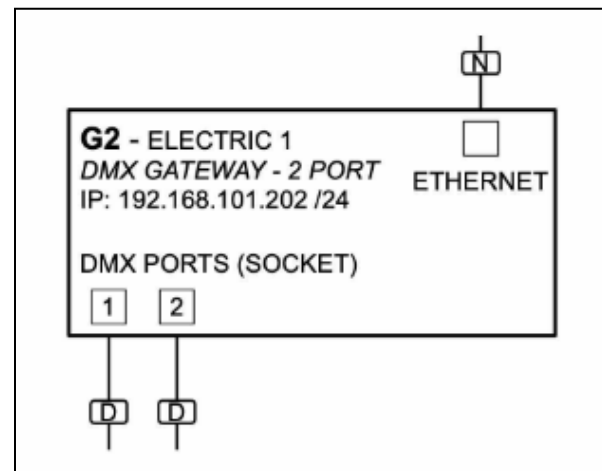 N
G2 - ELECTRIC 1
DMX GATEWAY - 2 PORT
IP: 192.168.101.202 /24
ETHERNET
DMX PORTS (SOCKET)
1 2
D D